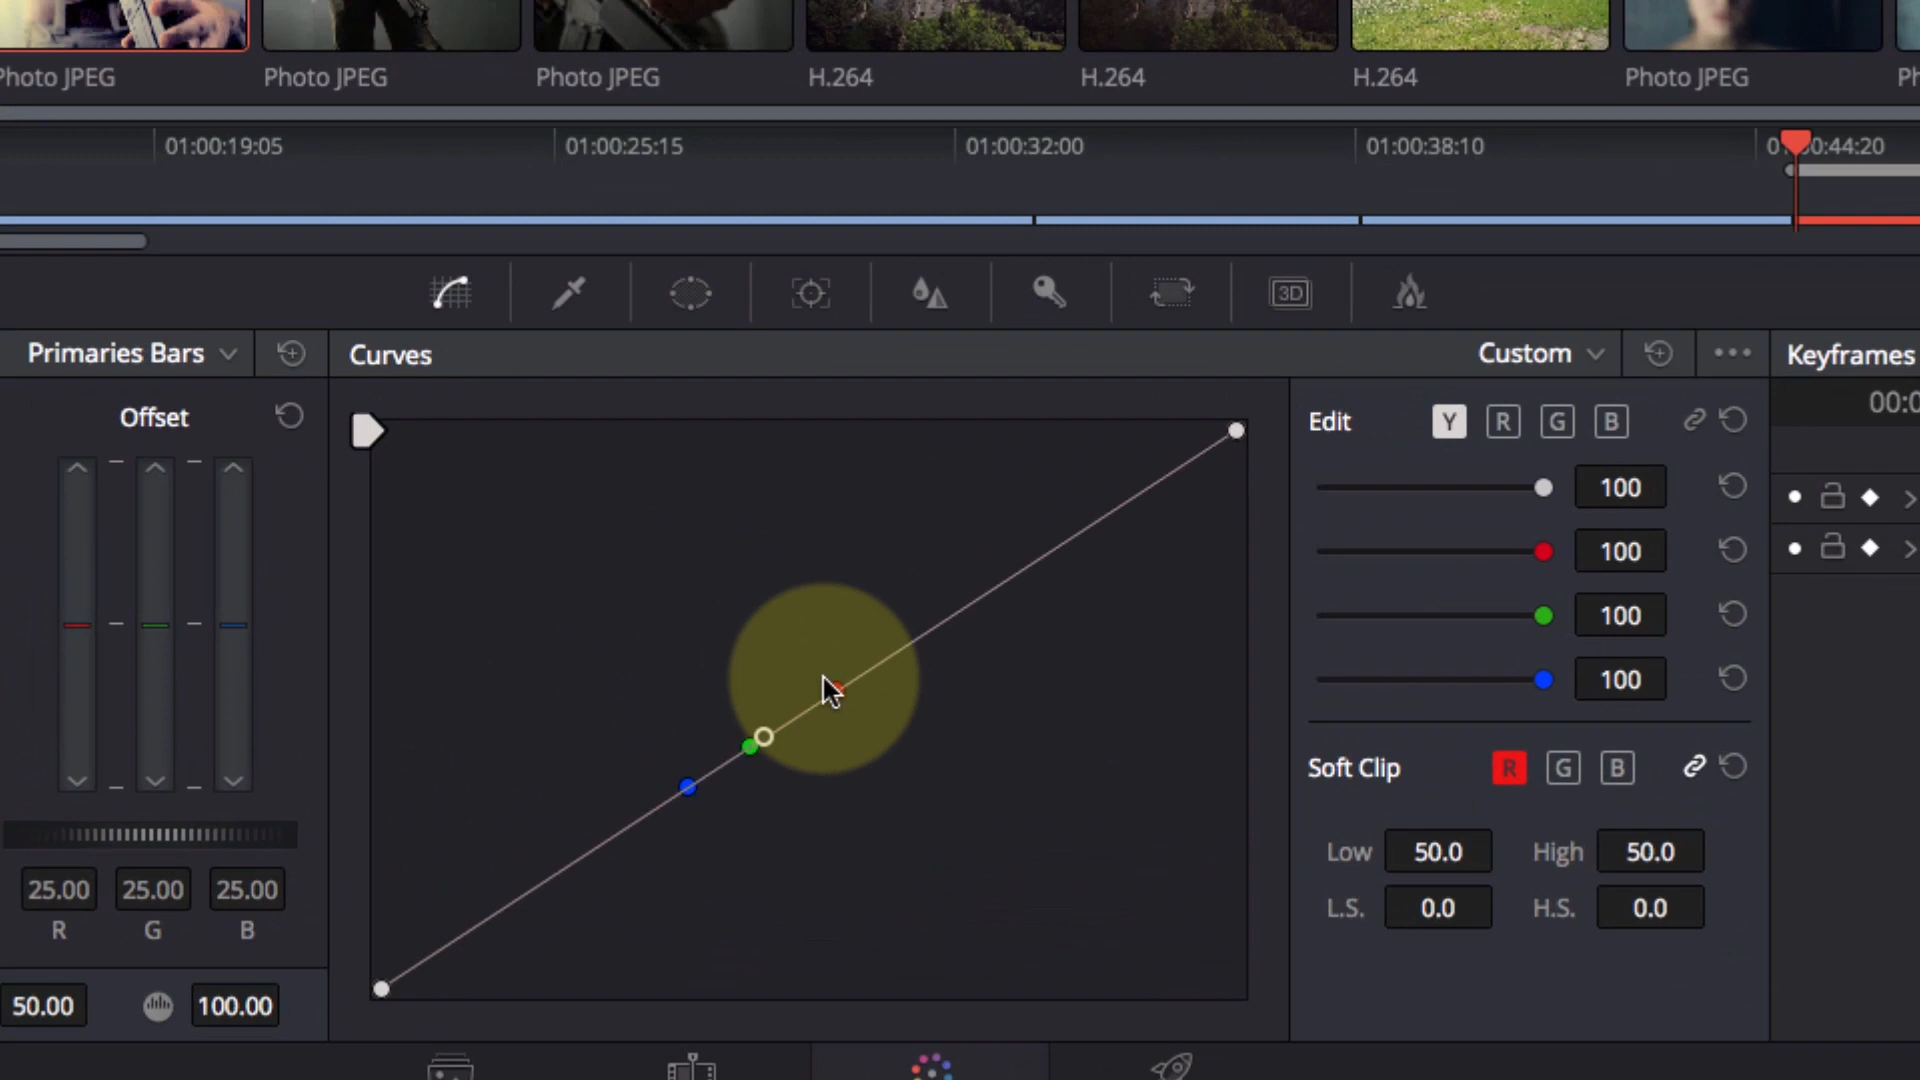 Photo JPEG
Photo JPEG
Photo JPEG
H.264
H.264
H.264
Photo JPEG
Ph
01:00:19:05
01:00:25:15
01:00:32:00
01:00:38:10
0:44:20
Primaries Bars
Curves
Custom
Keyframes
Offset
Edit
Y R G B
00:0
100
100
100
100
Soft Clip
R G B
Low 50.0 High 50.0
L.S. 0.0 H.S. 0.0
25.00 25.00 25.00
R G B
50.00 100.00
3D